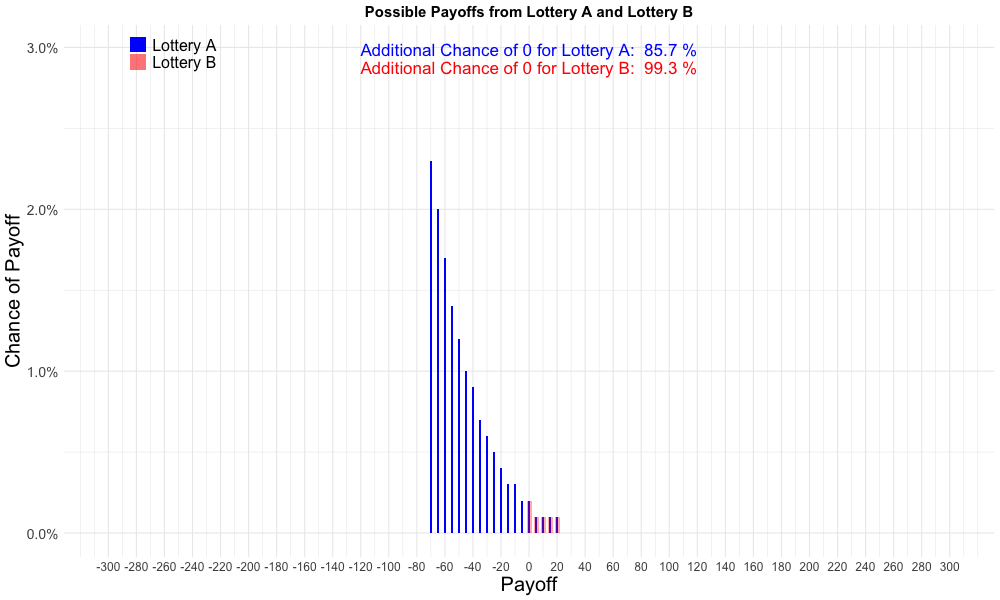 Possible Payoffs from Lottery A and Lottery B
Lottery A
Lottery B
Additional Chance of 0 for Lottery A: 85.7 %
Additional Chance of 0 for Lottery B: 99.3 %
Chance of Payoff
3.0%
2.0%
1.0%
0.0%
-300 -280 -260 -240 -220 -200 -180 -160 -140 -120 -100 -80 -60 -40 -20 0 20 40 60 80 100 120 140 160 180 200 220 240 260 280 300
Payoff